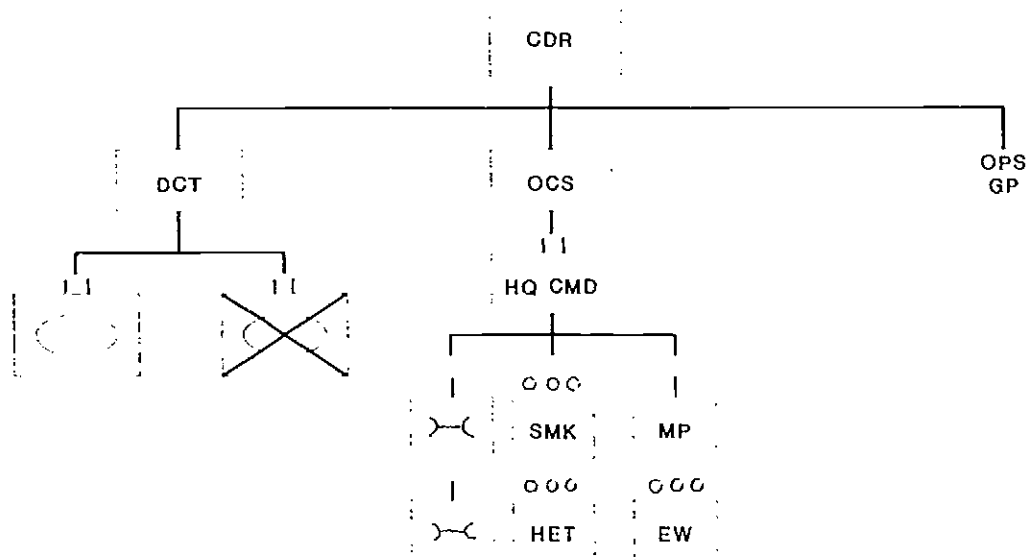 CDR
DCT
OCS
OPS
GP
HQ CMD
SMK
MP
HET
EW